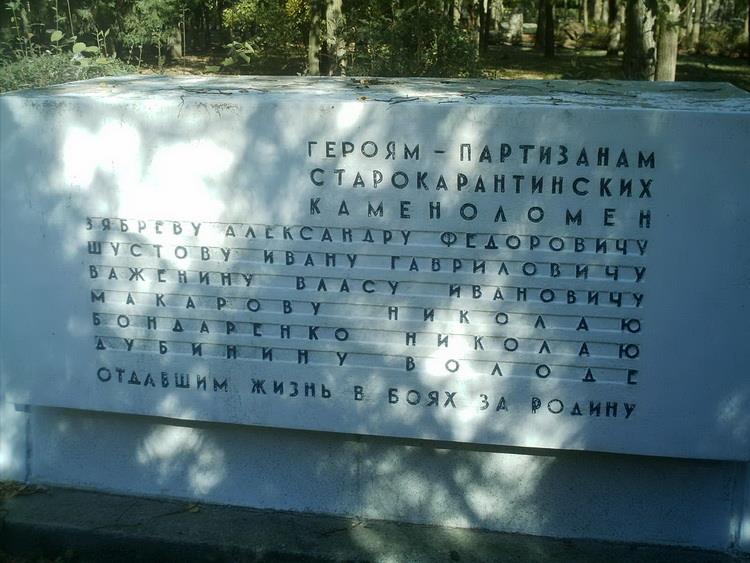 ГЕРОЯМ - ПАРТИЗАНАМ
СТАРОКАРАНТИНСКИХ
КАМЕНОЛОМЕН
ЗЯБРЕВУ АЛЕКСАНДРУ ФЕДОРОВИЧУ
ШУСТОВУ ИВАНУ ГАВРИЛОВИЧУ
ВАЖЕНИНУ ВЛАСУ ИВАНОВИЧУ
МАКАРОВУ НИКОЛАЮ
БОНДАРЕНКО НИКОЛАЮ
ДУБИНИНУ ВОЛОДЕ
ОТДАВШИМ ЖИЗНЬ В БОЯХ ЗА РОДИНУ